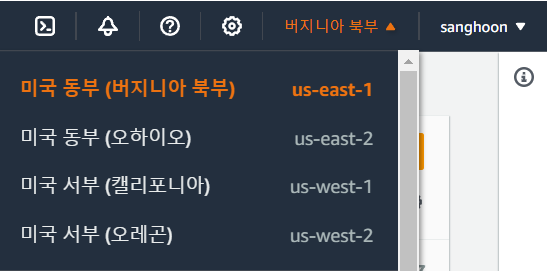 버지니아 북부 ▲ sanghoon ▼
미국 동부 (버지니아 북부) us-east-1
미국 동부 (오하이오) us-east-2
미국 서부 (캘리포니아) us-west-1
미국 서부 (오레곤) us-west-2